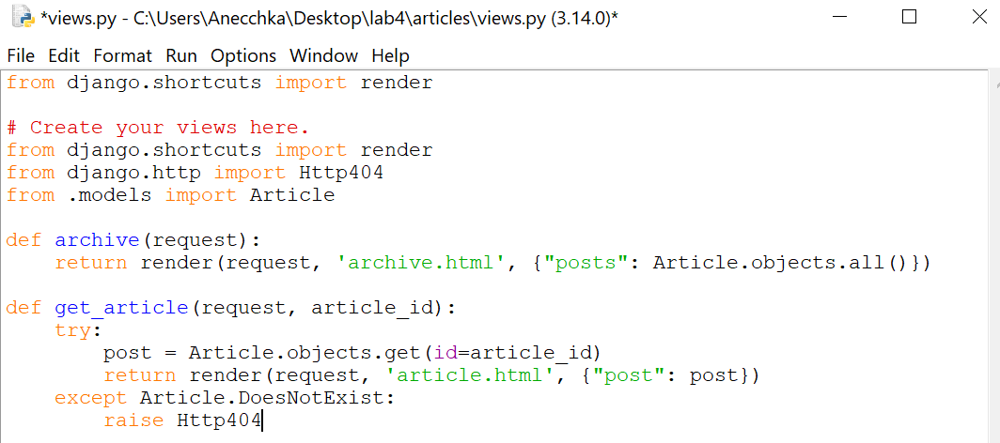 *views.py - C:\Users\Anecchka\Desktop\lab4\articles\views.py (3.14.0)*
File Edit Format Run Options Window Help
from django.shortcuts import render
# Create your views here.
from django.shortcuts import render
from django.http import Http404
from .models import Article
def archive(request):
    return render(request, 'archive.html', {"posts": Article.objects.all()})
def get_article(request, article_id):
    try:
        post = Article.objects.get(id=article_id)
        return render(request, 'article.html', {"post": post})
    except Article.DoesNotExist:
        raise Http404